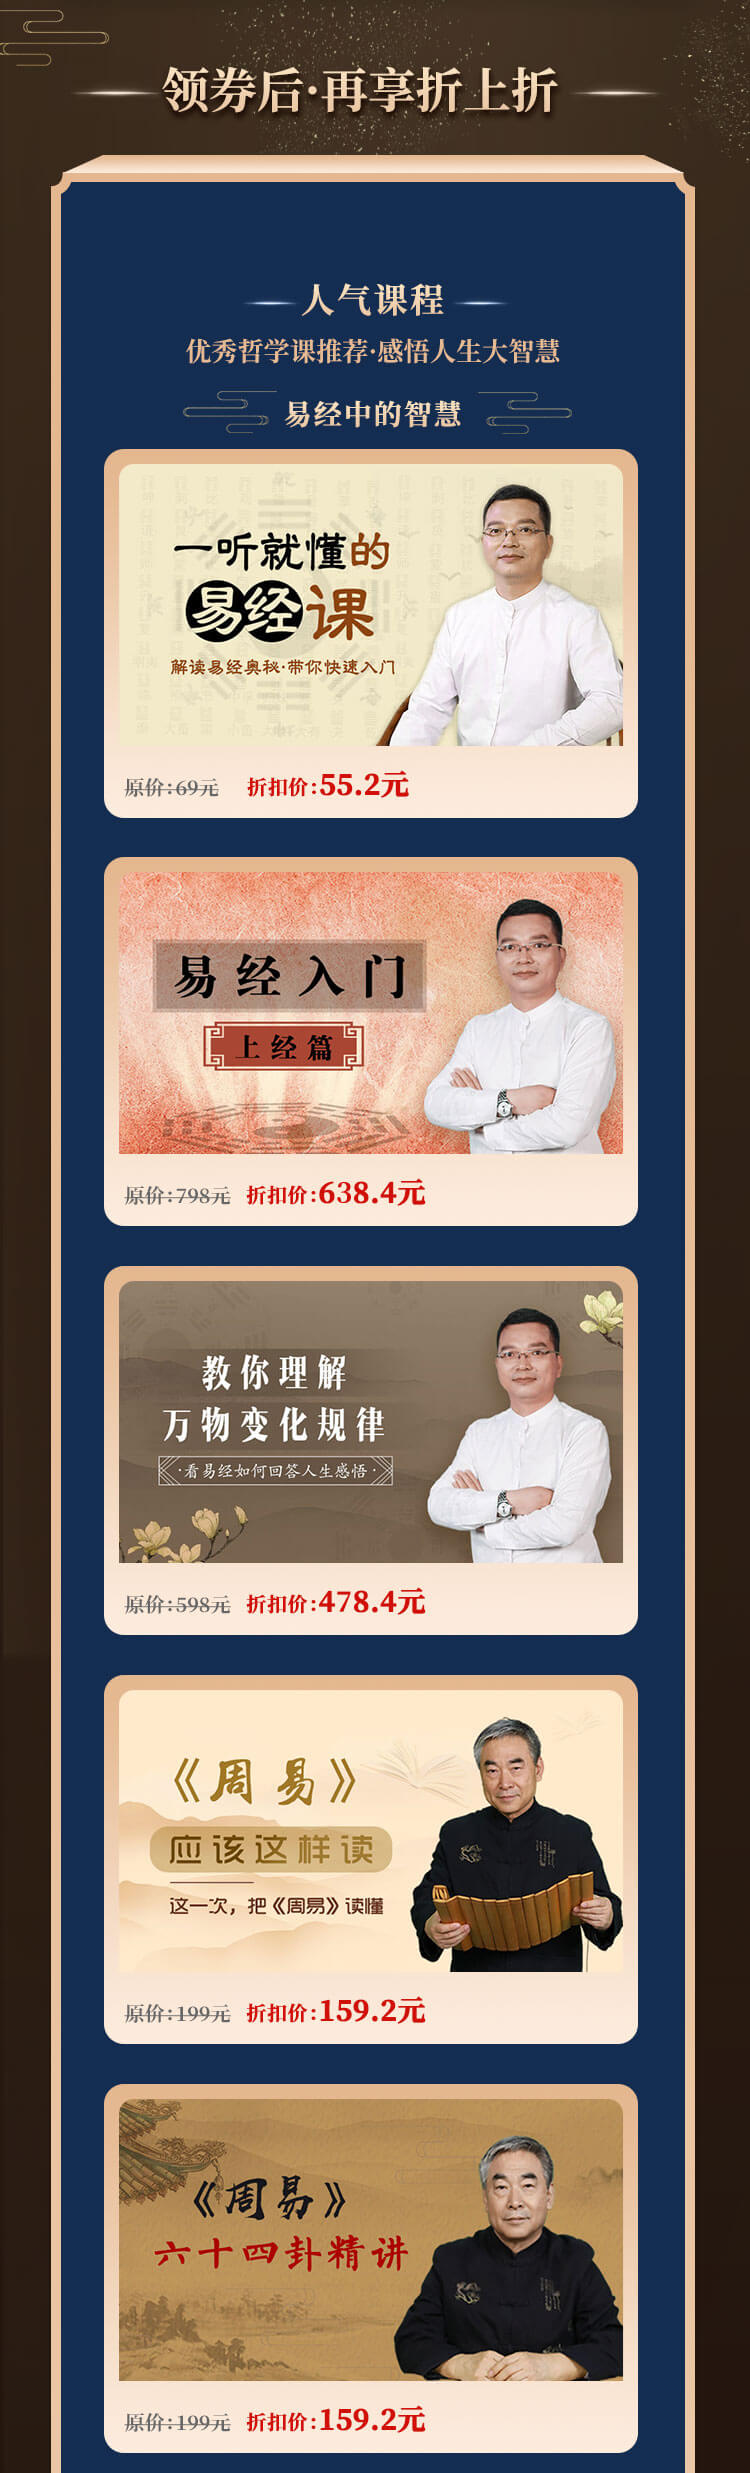 领券后·再享折上折
人气课程
优秀哲学课推荐·感悟人生大智慧
易经中的智慧
一听就懂的
易经课
解读易经奥秘·带你快速入门
原价:69元 折扣价:55.2元
易经入门
上经篇
原价:798元 折扣价:638.4元
教你理解
万物变化规律
·看易经如何回答人生感悟·
原价:598元 折扣价:478.4元
《周易》
应该这样读
这一次，把《周易》读懂
原价:199元 折扣价:159.2元
《周易》
六十四卦精讲
原价:199元 折扣价:159.2元